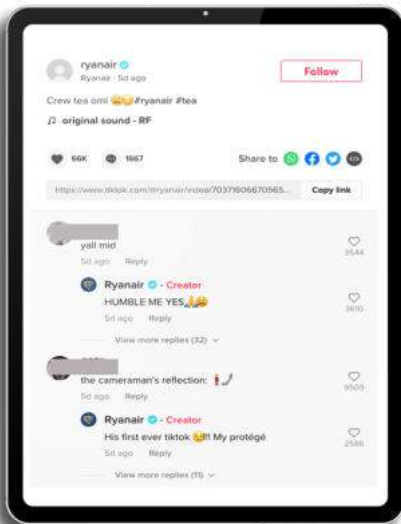 ryanair
Ryanair · 5d ago
Follow
Crew tea omi 😩😏#ryanair #tea
♫ original sound - RF
66K 1667 Share to
Copy link
yall mid
3544
5d ago Reply
Ryanair · Creator
HUMBLE ME YES🙏😩
3610
5d ago Reply
View more replies (32)
the cameraman's reflection: 🧍🤳
9509
5d ago Reply
Ryanair · Creator
His first ever tiktok 😏!! My protégé
2586
5d ago Reply
View more replies (11)